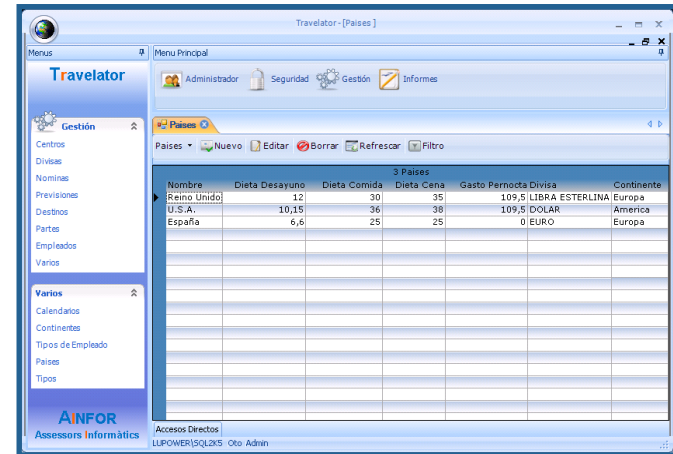 Travelator - [Paises ]
Menus
Menu Principal
Travelator
Administrador Seguridad Gestión Informes
Gestión
Centros
Divisas
Nominas
Previsiones
Destinos
Partes
Empleados
Varios
Varios
Calendarios
Continentes
Tipos de Empleado
Paises
Tipos
AINFOR
Assessors Informàtics
Paises
Paises Nuevo Editar Borrar Refrescar Filtro
3 Paises
Nombre Dieta Desayuno Dieta Comida Dieta Cena Gasto Pernocta Divisa Continente
Reino Unido 12 30 35 109,5 LIBRA ESTERLINA Europa
U.S.A. 10,15 36 38 109,5 DOLAR America
España 6,6 25 25 0 EURO Europa
Accesos Directos
LUPOWER\SQL2K5 Oto Admin